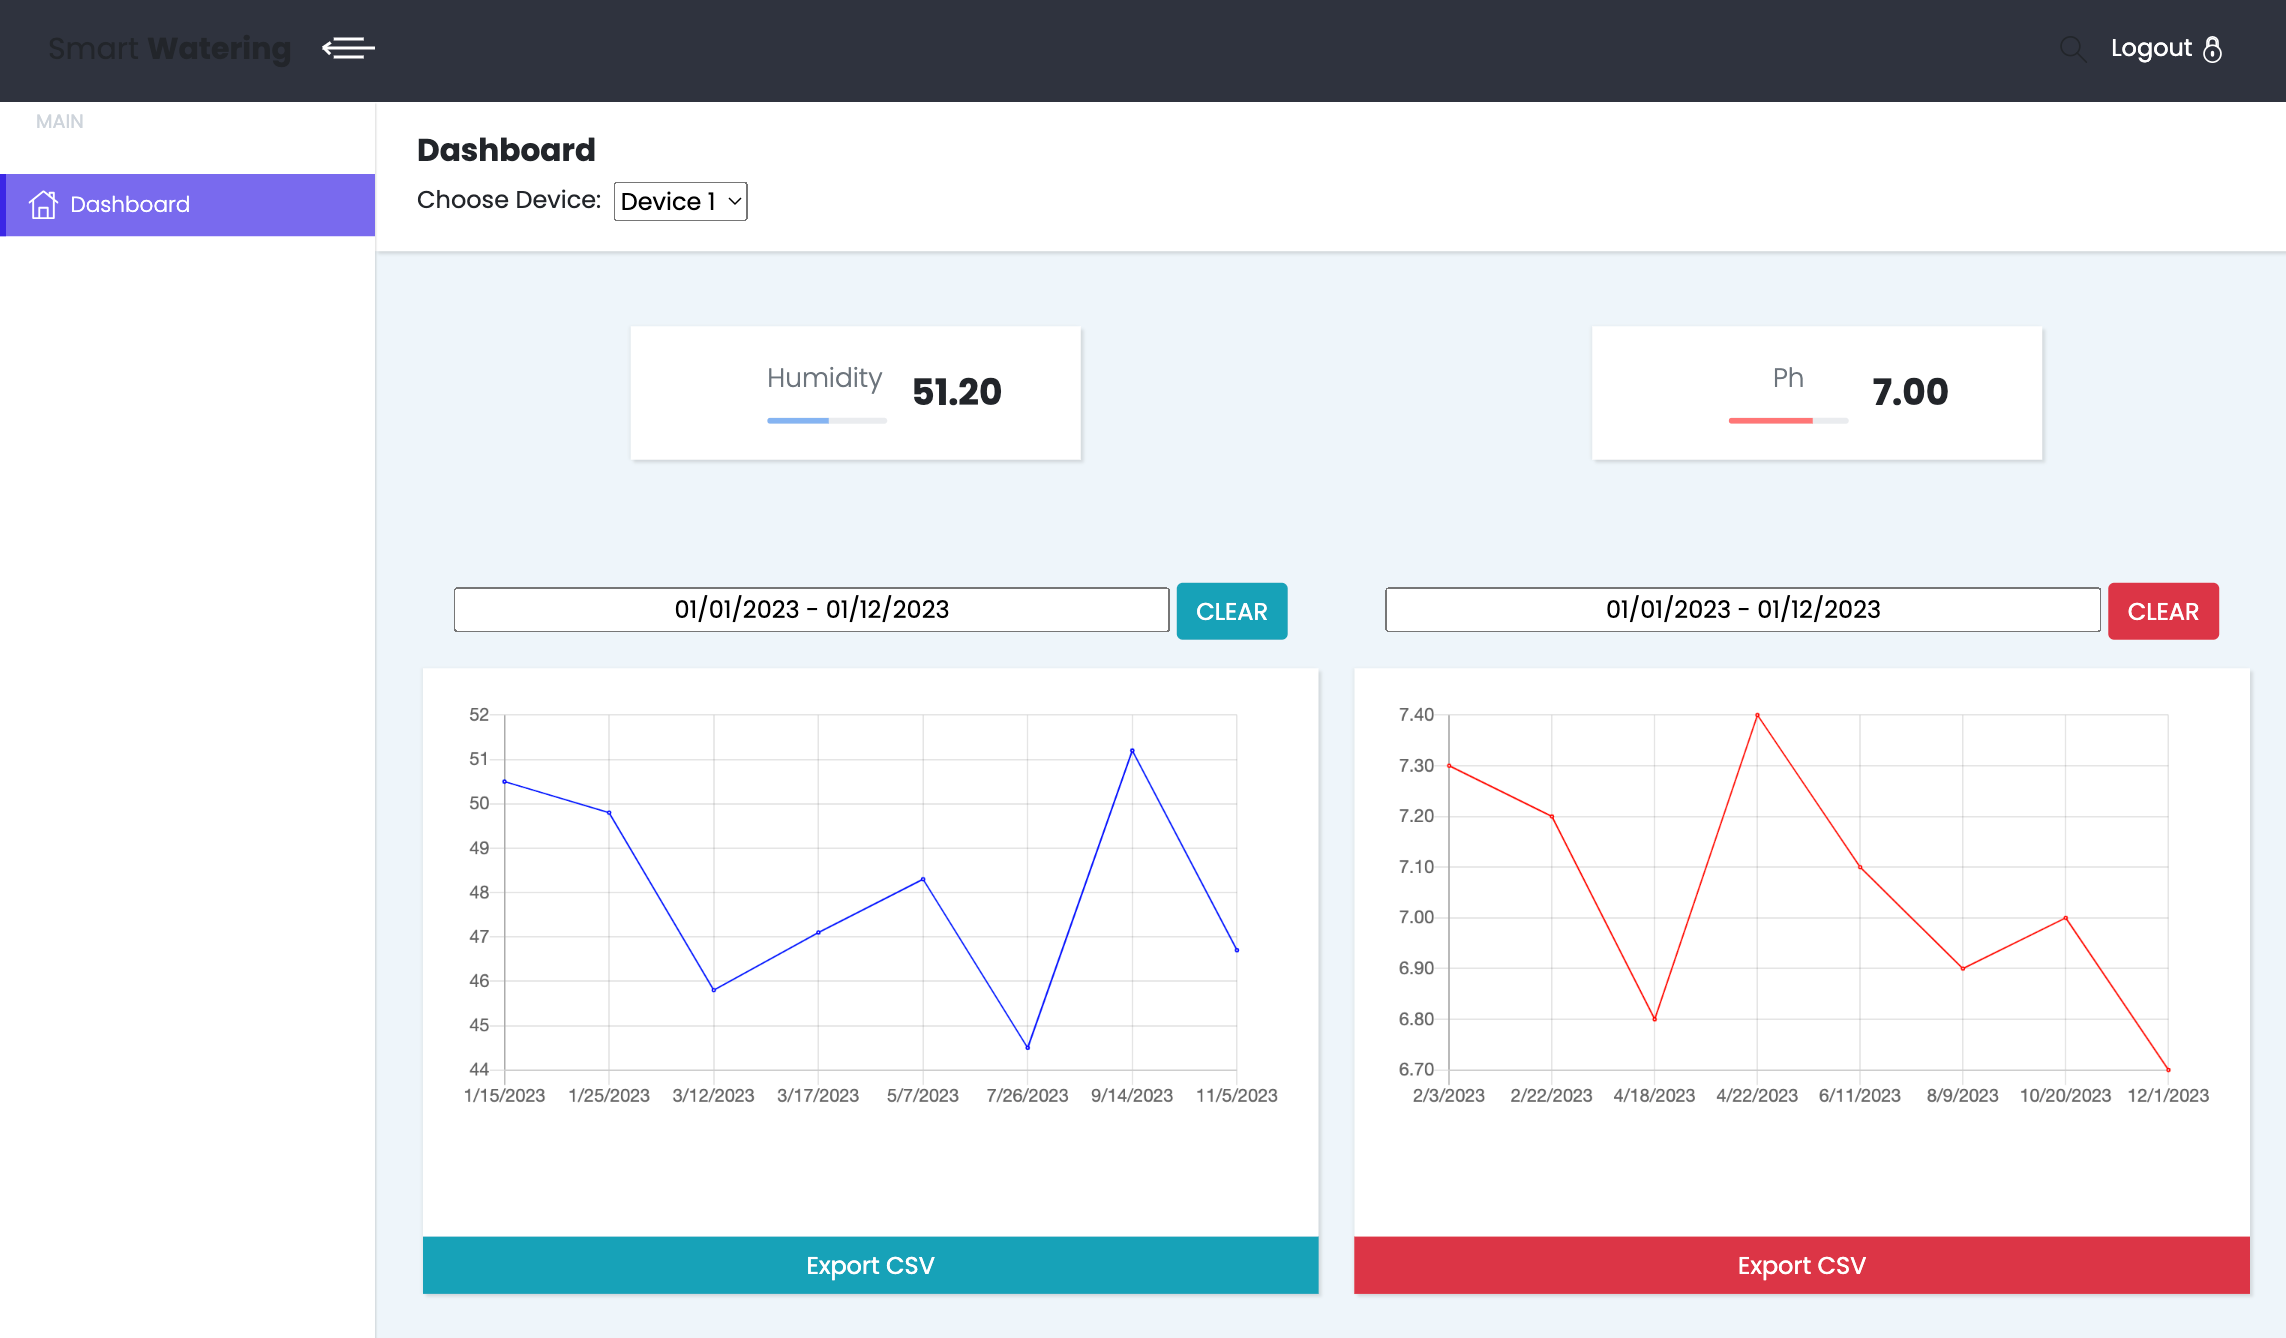 Smart Watering
Logout
MAIN
Dashboard
Dashboard
Choose Device: Device 1
Humidity 51.20
Ph 7.00
01/01/2023 - 01/12/2023 CLEAR
01/01/2023 - 01/12/2023 CLEAR
52
51
50
49
48
47
46
45
44
1/15/2023 1/25/2023 3/12/2023 3/17/2023 5/7/2023 7/26/2023 9/14/2023 11/5/2023
Export CSV
7.40
7.30
7.20
7.10
7.00
6.90
6.80
6.70
2/3/2023 2/22/2023 4/18/2023 4/22/2023 6/11/2023 8/9/2023 10/20/2023 12/1/2023
Export CSV